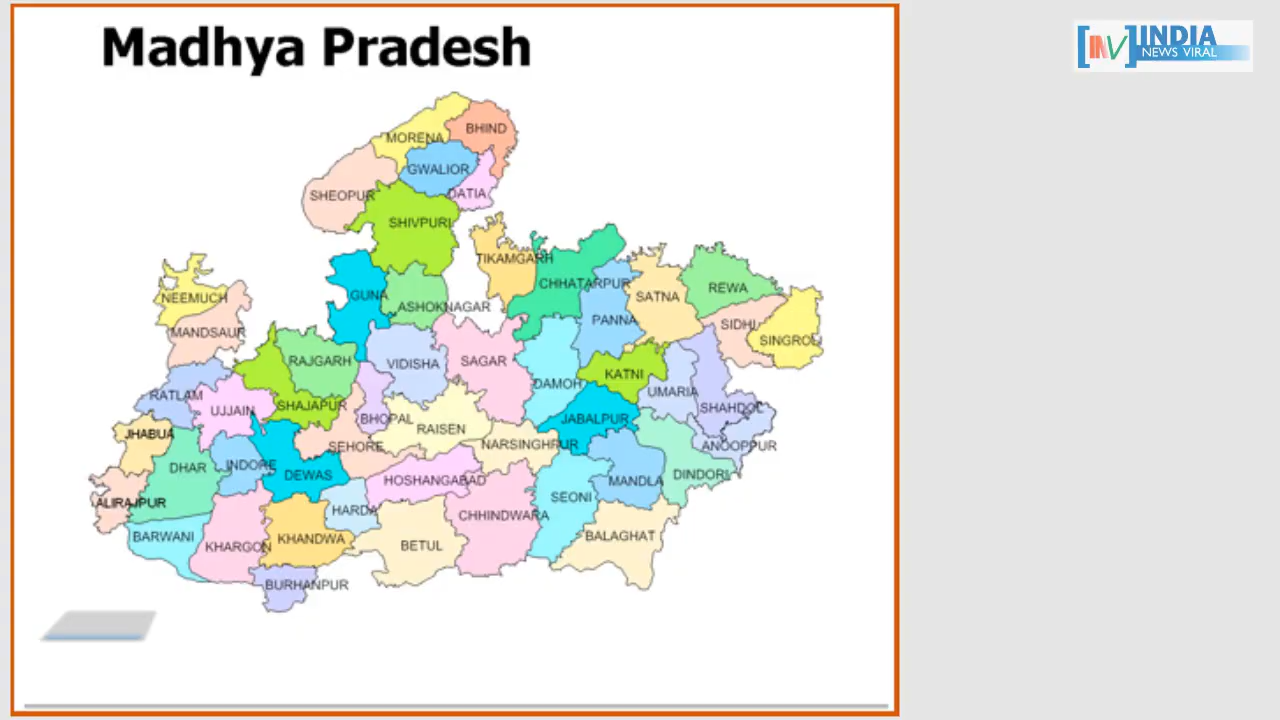 Madhya Pradesh
INDIA
NEWS VIRAL
INV
BHIND
MORENA
GWALIOR
DATIA
SHEOPUR
SHIVPURI
TIKAMGARH
CHHATARPUR
REWA
SATNA
NEEMUCH
GUNA
ASHOKNAGAR
PANNA
SIDHI
MANDSAUR
SINGROLI
RAJGARH
VIDISHA
SAGAR
KATNI
DAMOH
UMARIA
RATLAM
UJJAIN
SHAJAPUR
SHAHDOL
BHOPAL
JABALPUR
RAISEN
JHABUA
SEHORE
NARSINGHPUR
ANOOPPUR
DHAR
INDORE
DEWAS
HOSHANGABAD
MANDLA
DINDORI
SEONI
ALIRAJPUR
HARDA
CHHINDWARA
BARWANI
KHARGON
KHANDWA
BETUL
BALAGHAT
BURHANPUR